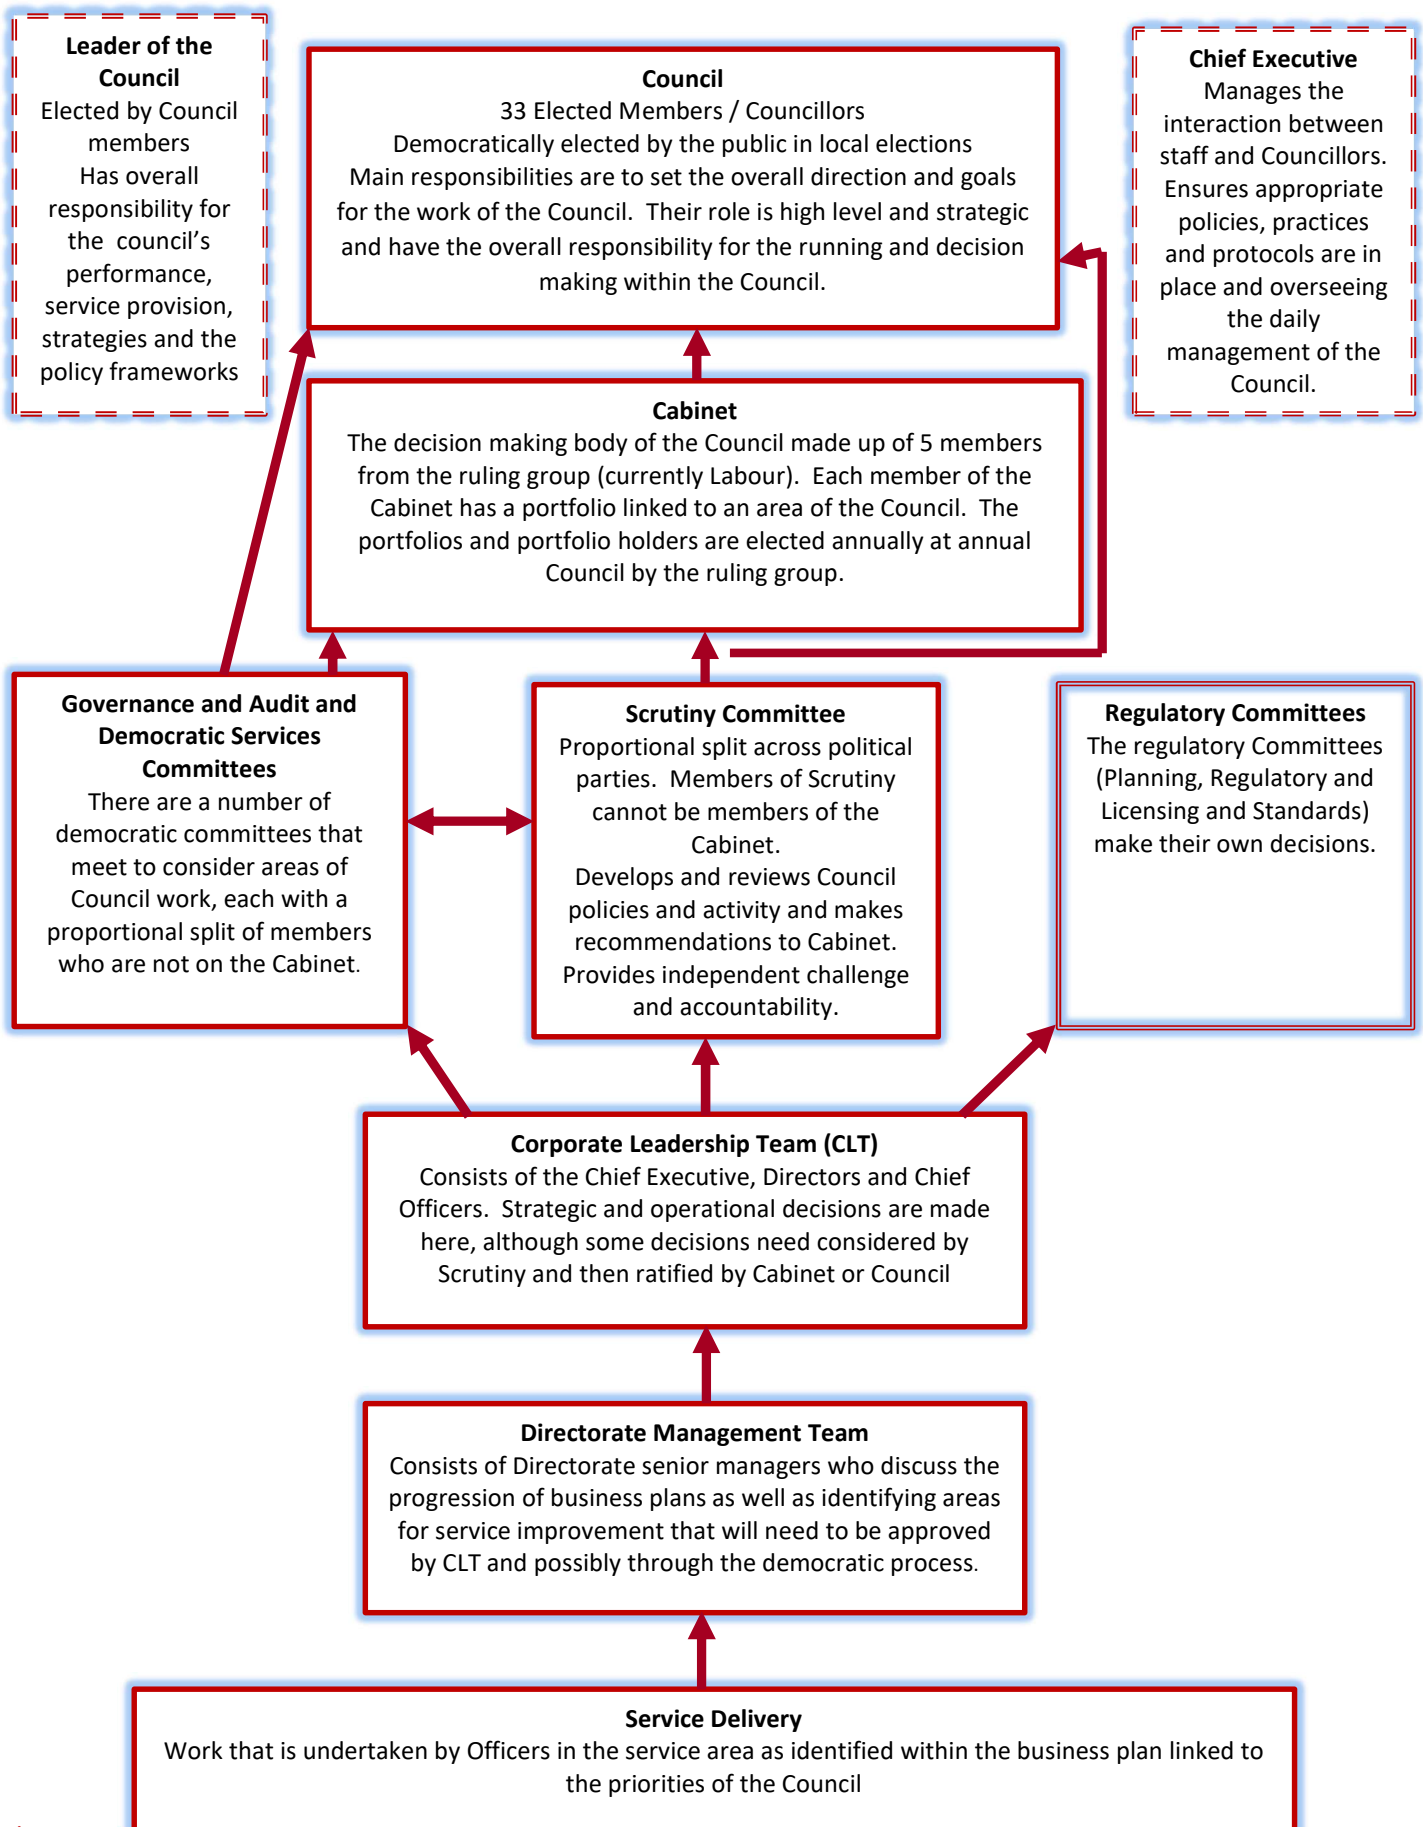 Leader of the
Council
Elected by Council
members
Has overall
responsibility for
the council's
performance,
service provision,
strategies and the
policy frameworks
Council
33 Elected Members / Councillors
Democratically elected by the public in local elections
Main responsibilities are to set the overall direction and goals
for the work of the Council. Their role is high level and strategic
and have the overall responsibility for the running and decision
making within the Council.
Chief Executive
Manages the
interaction between
staff and Councillors.
Ensures appropriate
policies, practices
and protocols are in
place and overseeing
the daily
management of the
Council.
Cabinet
The decision making body of the Council made up of 5 members
from the ruling group (currently Labour). Each member of the
Cabinet has a portfolio linked to an area of the Council. The
portfolios and portfolio holders are elected annually at annual
Council by the ruling group.
Governance and Audit and
Democratic Services
Committees
There are a number of
democratic committees that
meet to consider areas of
Council work, each with a
proportional split of members
who are not on the Cabinet.
Scrutiny Committee
Proportional split across political
parties. Members of Scrutiny
cannot be members of the
Cabinet.
Develops and reviews Council
policies and activity and makes
recommendations to Cabinet.
Provides independent challenge
and accountability.
Regulatory Committees
The regulatory Committees
(Planning, Regulatory and
Licensing and Standards)
make their own decisions.
Corporate Leadership Team (CLT)
Consists of the Chief Executive, Directors and Chief
Officers. Strategic and operational decisions are made
here, although some decisions need considered by
Scrutiny and then ratified by Cabinet or Council
Directorate Management Team
Consists of Directorate senior managers who discuss the
progression of business plans as well as identifying areas
for service improvement that will need to be approved
by CLT and possibly through the democratic process.
Service Delivery
Work that is undertaken by Officers in the service area as identified within the business plan linked to
the priorities of the Council